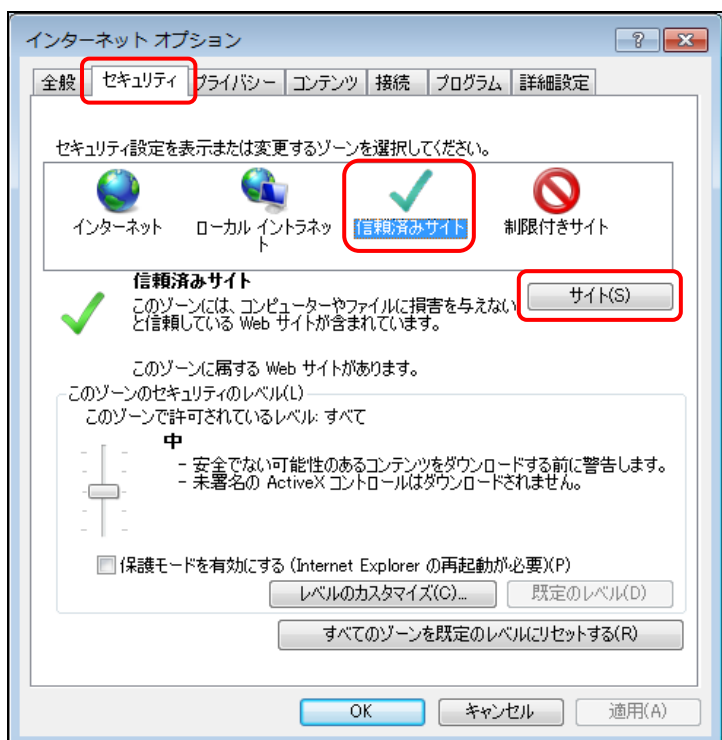 インターネット オプション
全般 セキュリティ プライバシー コンテンツ 接続 プログラム 詳細設定
セキュリティ設定を表示または変更するゾーンを選択してください。
インターネット
ローカル イントラネッ
ト
信頼済みサイト
制限付きサイト
信頼済みサイト
サイト(S)
このゾーンには、コンピューターやファイルに損害を与えない
と信頼している Web サイトが含まれています。
このゾーンに属する Web サイトがあります。
このゾーンのセキュリティのレベル(L)
このゾーンで許可されているレベル: すべて
中
- 安全でない可能性のあるコンテンツをダウンロードする前に警告します。
- 未署名の ActiveX コントロールはダウンロードされません。
保護モードを有効にする (Internet Explorer の再起動が必要)(P)
レベルのカスタマイズ(C)... 既定のレベル(D)
すべてのゾーンを既定のレベルにリセットする(R)
OK キャンセル 適用(A)